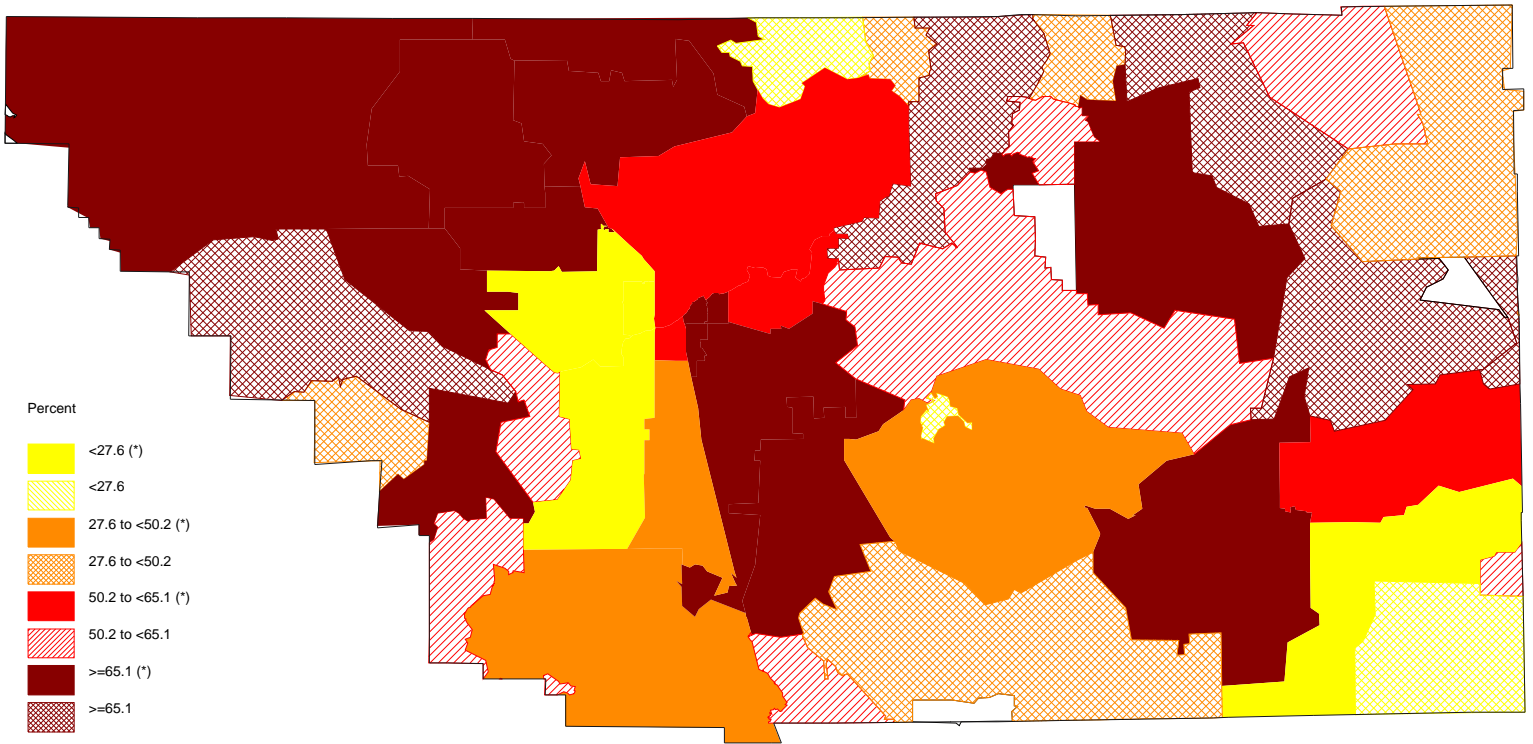 Percent
<27.6 (*)
<27.6
27.6 to <50.2 (*)
27.6 to <50.2
50.2 to <65.1 (*)
50.2 to <65.1
>=65.1 (*)
>=65.1